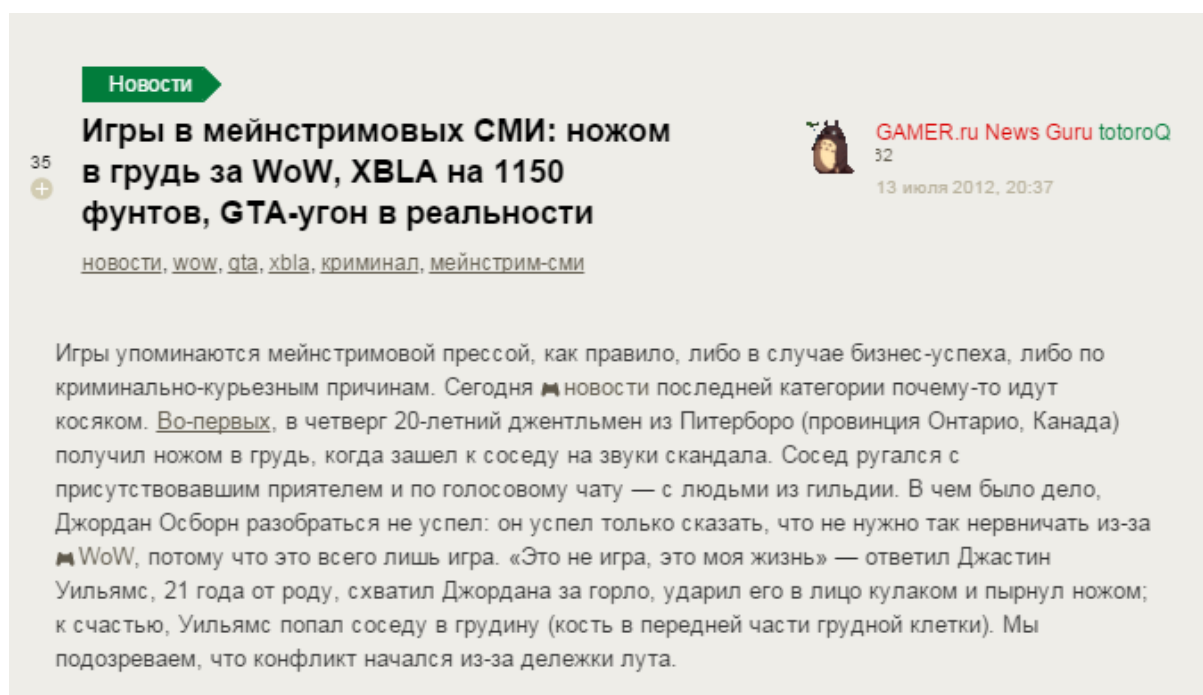 Новости
Игры в мейнстримовых СМИ: ножом
в грудь за WoW, XBLA на 1150
фунтов, GTA-угон в реальности
35
новости, wow, gta, xbla, криминал, мейнстрим-сми
GAMER.ru News Guru totoroQ
32
13 июля 2012, 20:37
Игры упоминаются мейнстримовой прессой, как правило, либо в случае бизнес-успеха, либо по
криминально-курьезным причинам. Сегодня новости последней категории почему-то идут
косяком. Во-первых, в четверг 20-летний джентльмен из Питерборо (провинция Онтарио, Канада)
получил ножом в грудь, когда зашел к соседу на звуки скандала. Сосед ругался с
присутствовавшим приятелем и по голосовому чату — с людьми из гильдии. В чем было дело,
Джордан Осборн разобраться не успел: он успел только сказать, что не нужно так нервничать из-за
WoW, потому что это всего лишь игра. «Это не игра, это моя жизнь» — ответил Джастин
Уильямс, 21 года от роду, схватил Джордана за горло, ударил его в лицо кулаком и пырнул ножом;
к счастью, Уильямс попал соседу в грудину (кость в передней части грудной клетки). Мы
подозреваем, что конфликт начался из-за дележки лута.